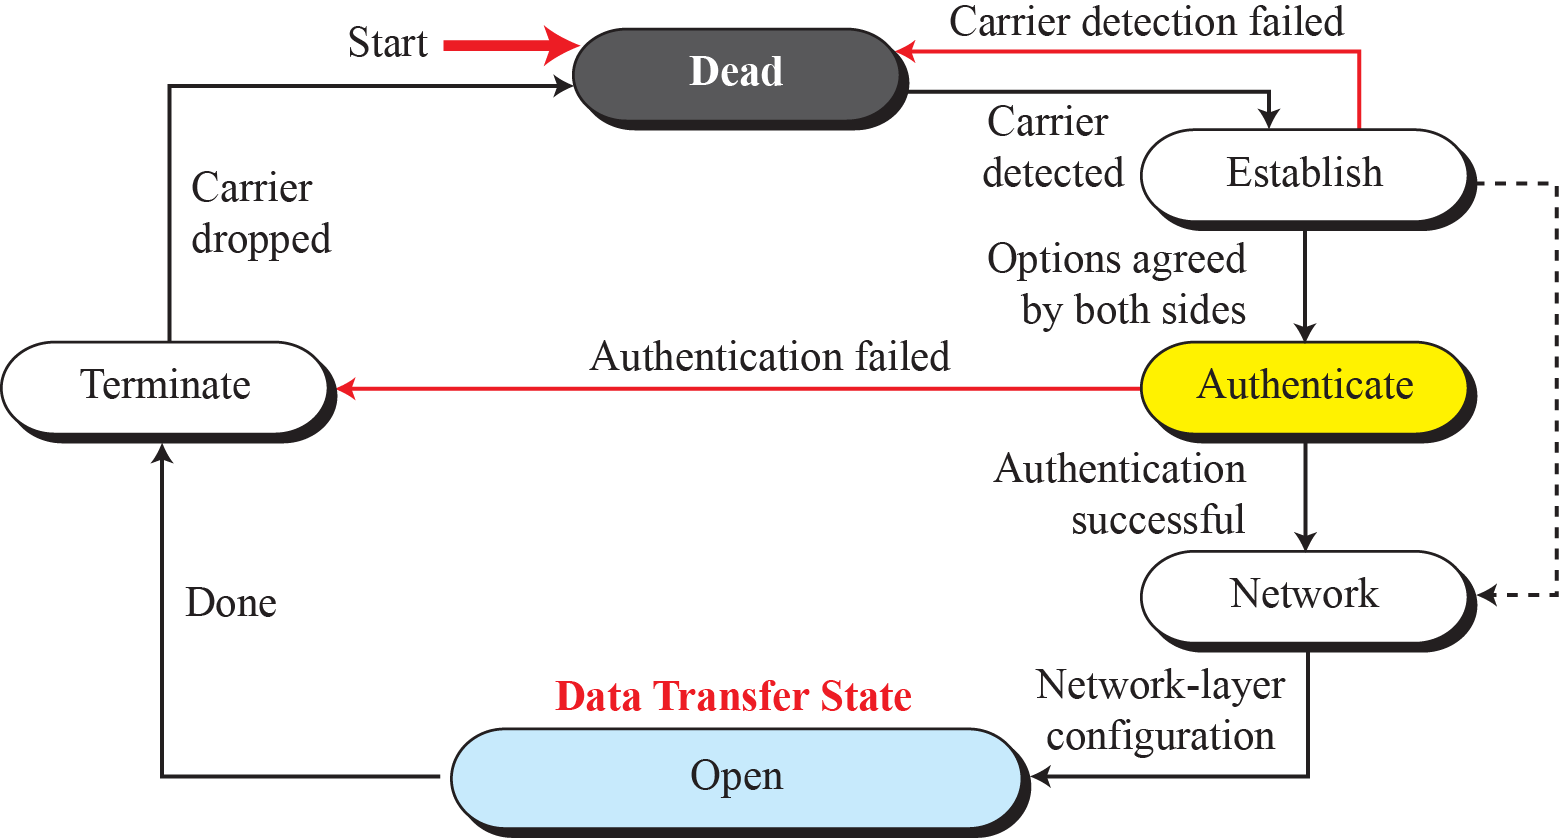 Carrier detection failed
Start
Dead
Carrier
detected
Establish
Carrier
dropped
Options agreed
by both sides
Authentication failed
Terminate
Authenticate
Authentication
successful
Network
Done
Data Transfer State
Network-layer
configuration
Open